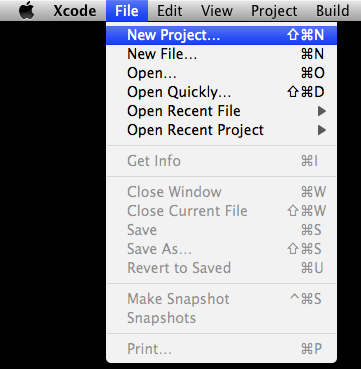 Xcode File Edit View Project Build
New Project... ⇧⌘N
New File... ⌘N
Open... ⌘O
Open Quickly... ⇧⌘D
Open Recent File ▶
Open Recent Project ▶
Get Info ⌘I
Close Window ⌘W
Close Current File ⇧⌘W
Save ⌘S
Save As... ⇧⌘S
Revert to Saved ⌘U
Make Snapshot ^⌘S
Snapshots
Print... ⌘P